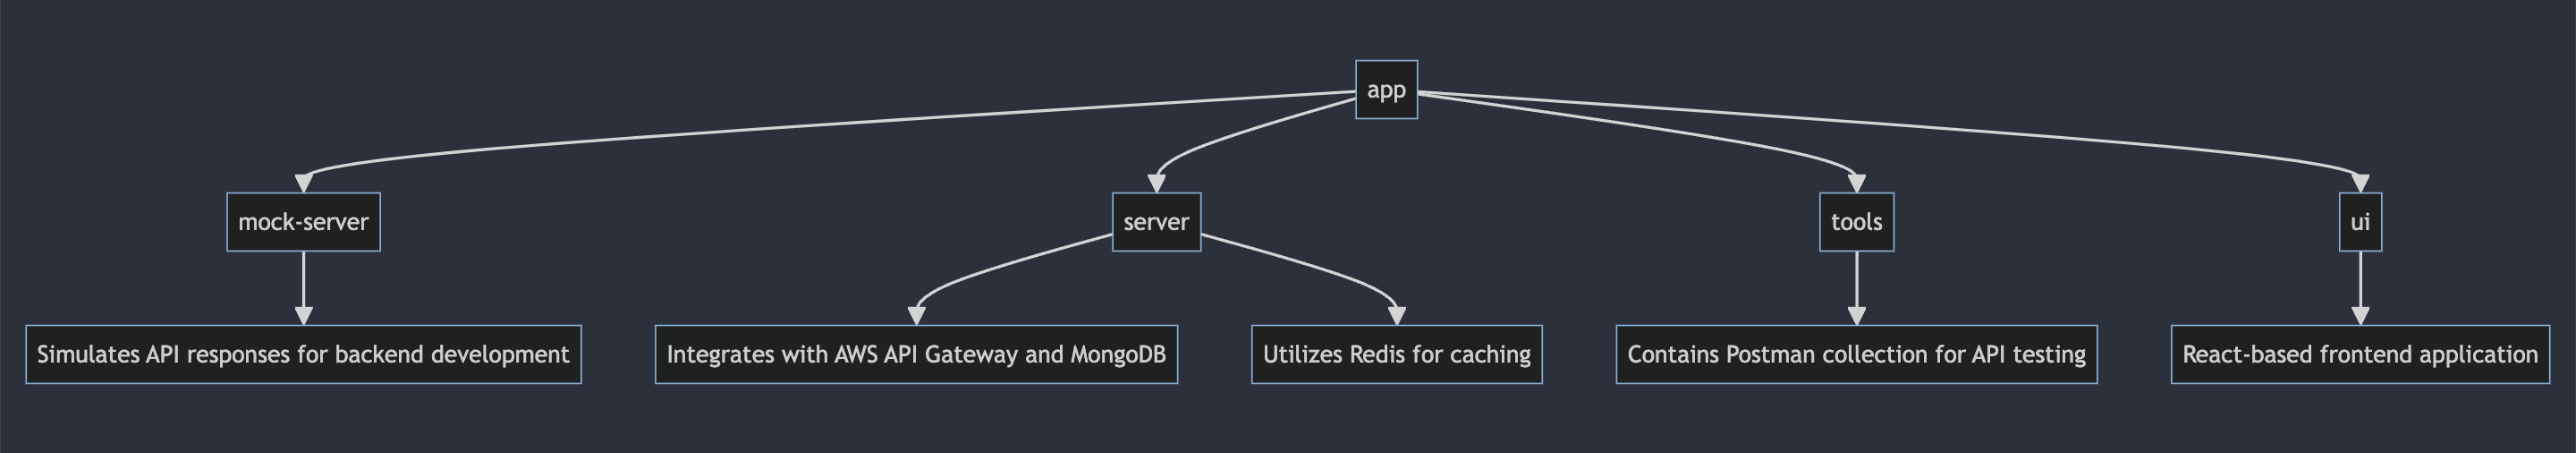 app
mock-server
server
tools
ui
Simulates API responses for backend development
Integrates with AWS API Gateway and MongoDB
Utilizes Redis for caching
Contains Postman collection for API testing
React-based frontend application